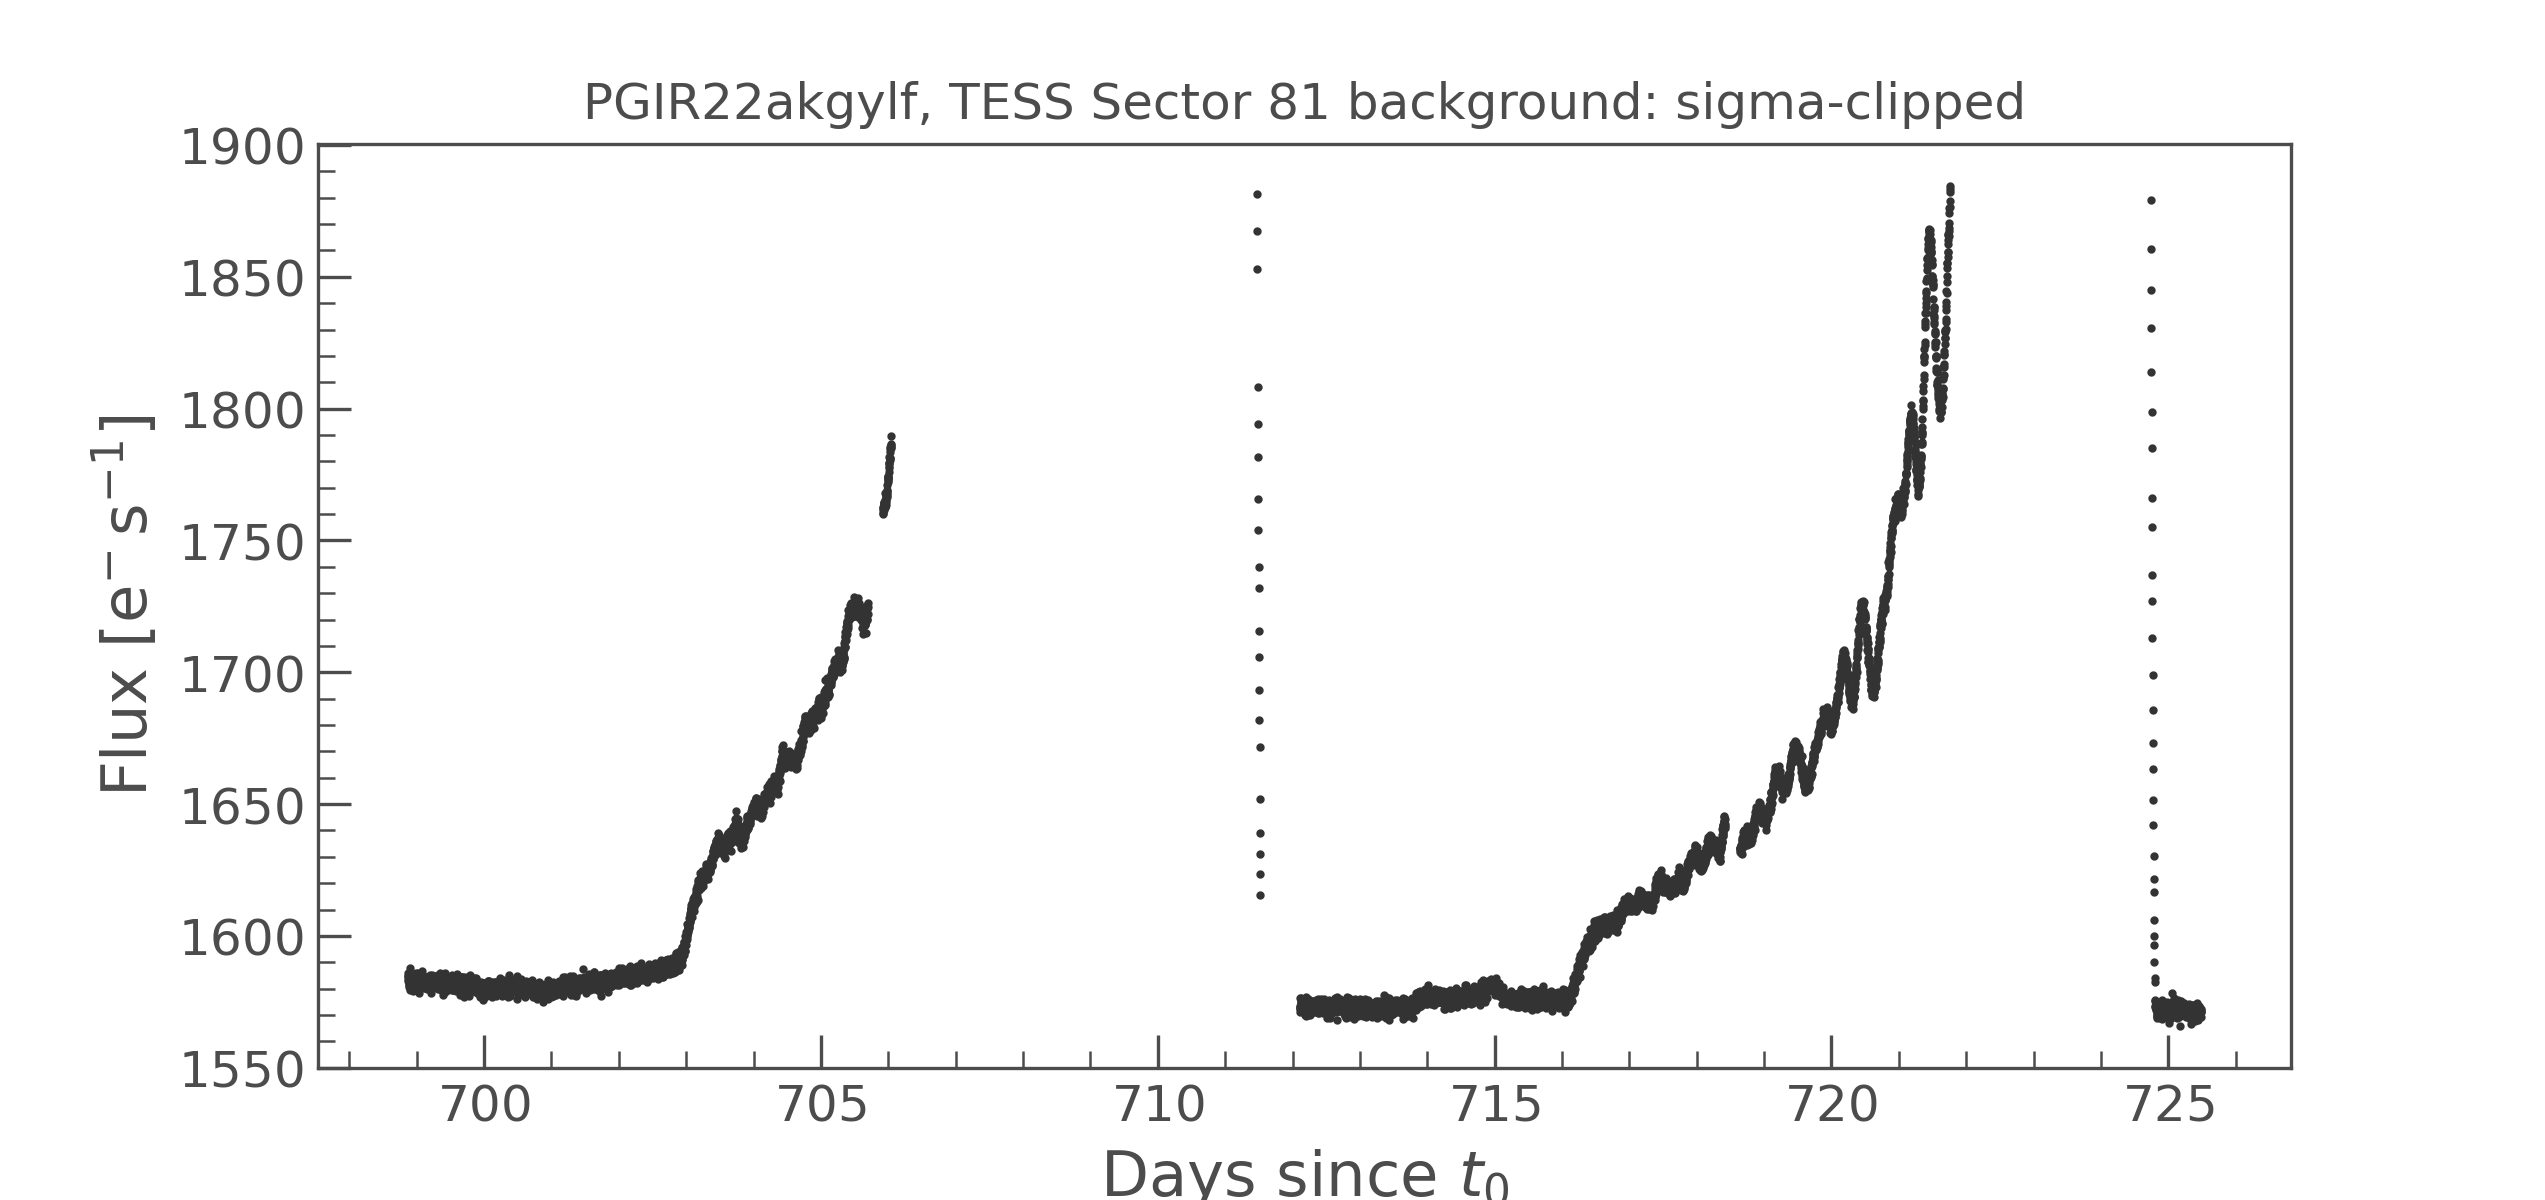 PGIR22akgylf, TESS Sector 81 background: sigma-clipped
1900
1850
1800
1750
1700
1650
1600
1550
Flux [e⁻ s⁻¹]
700 705 710 715 720 725
Days since t₀